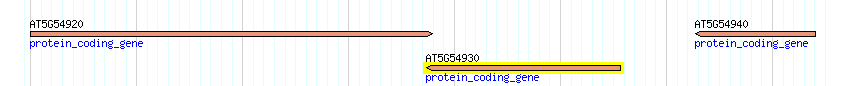 AT5G54920
protein_coding_gene
AT5G54940
protein_coding_gene
AT5G54930
protein_coding_gene